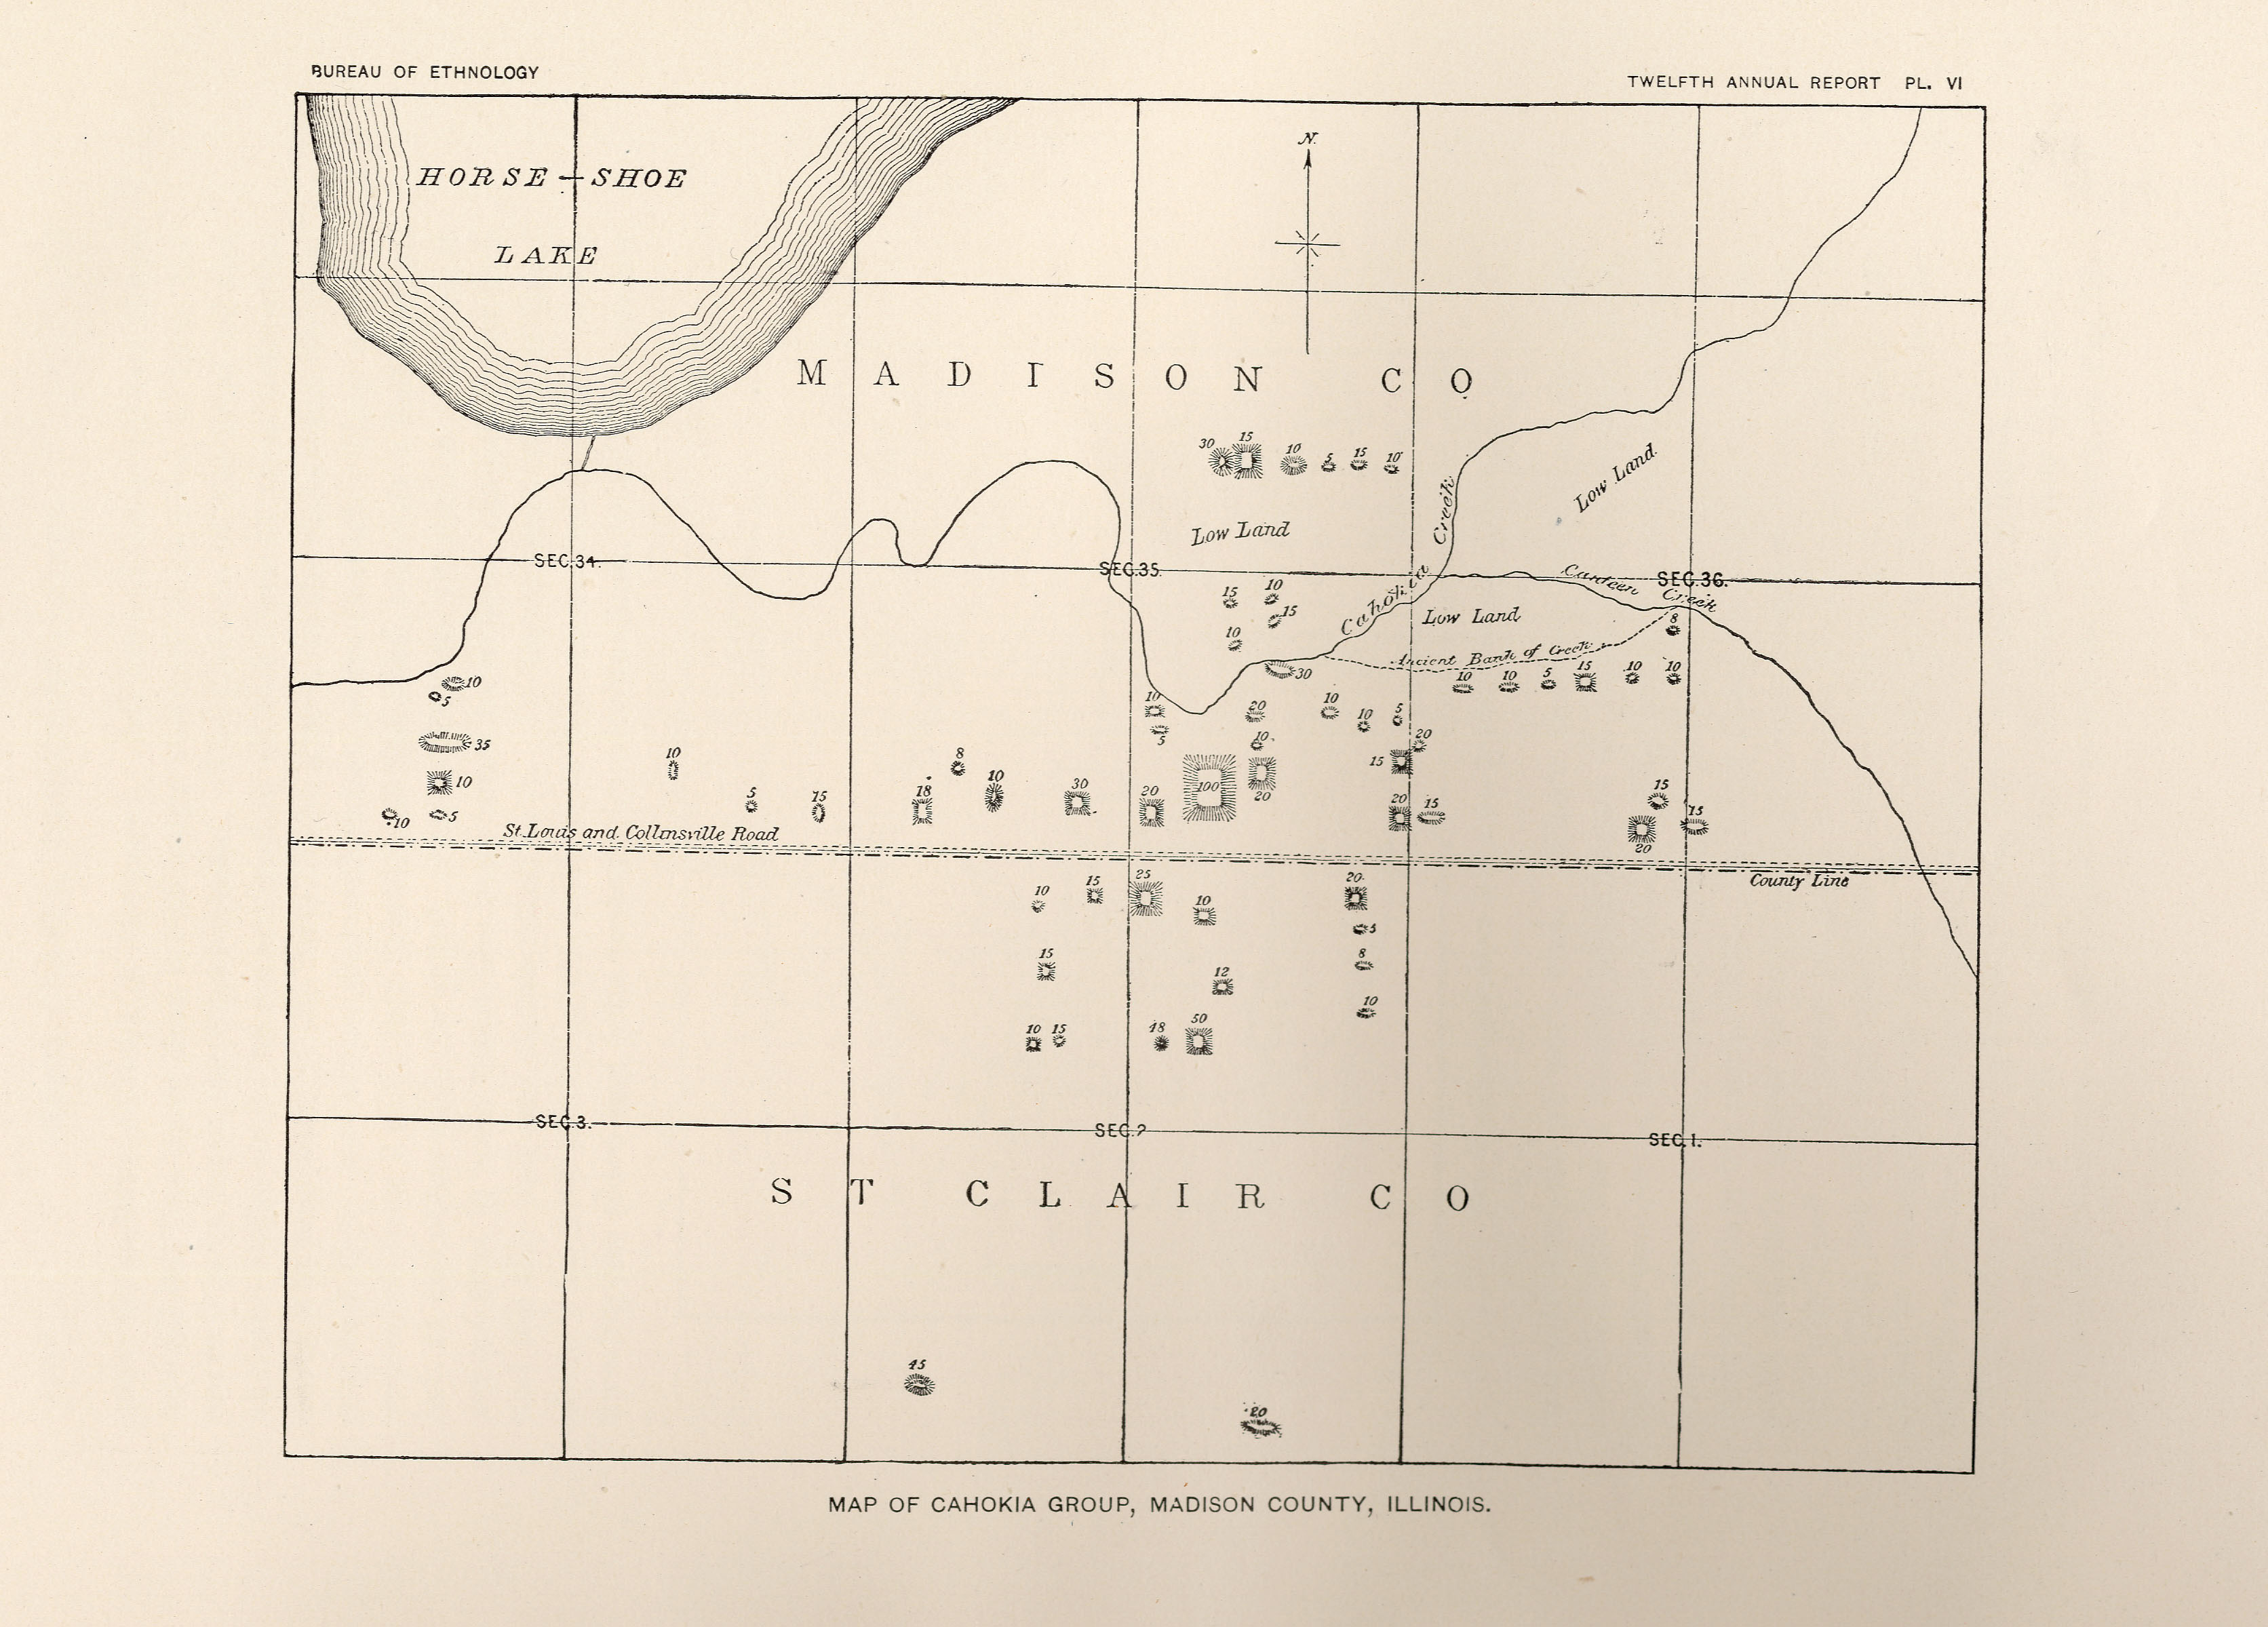 BUREAU OF ETHNOLOGY
TWELFTH ANNUAL REPORT PL. VI
N.
HORSE-SHOE
LAKE
MADISON CO
30 15 10 5 15 10
Low Land
Low Land
Cahokia Creek
SEC. 34.
SEC. 35
SEC. 36.
Canteen Creek
15 10
15
10
Low Land
8
Ancient Bank of Creek
30
10 10 5 15 10 10
10
5
10
5
20
10
10
10
5
20
35
10
10
5
10
5
15
8
18
10
30
20
100
20
15
20
15
15
15
20
St. Louis and Collinsville Road
County Line
10
15
25
10
20
5
15
12
8
10
10 15
50
SEC. 3.
SEC. 2
SEC. 1.
ST CLAIR CO
20
MAP OF CAHOKIA GROUP, MADISON COUNTY, ILLINOIS.